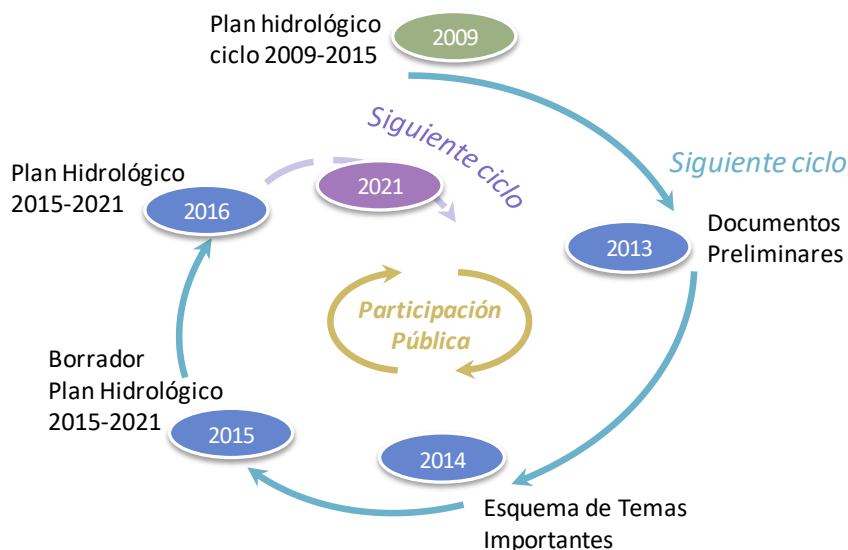 Plan hidrológico
ciclo 2009-2015
2009
Siguiente ciclo
Siguiente ciclo
Plan Hidrológico
2015-2021
2021
2016
2013
Documentos
Preliminares
Participación
Pública
Borrador
Plan Hidrológico
2015-2021
2015
2014
Esquema de Temas
Importantes